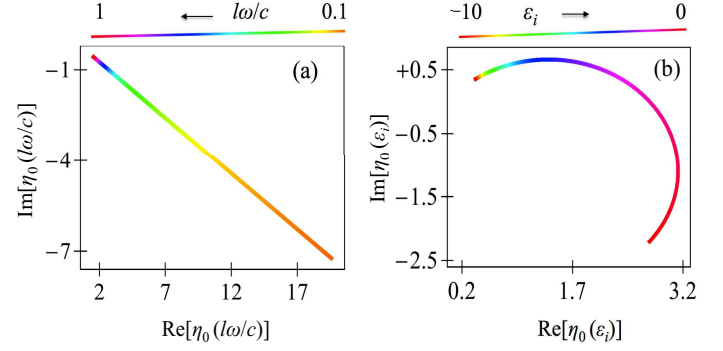 1 ← lω/c 0.1
−10 εᵢ → 0
(a)
−1
−4
−7
Im[η₀(lω/c)]
2 7 12 17
Re[η₀(lω/c)]
(b)
+0.5
−0.5
−1.5
−2.5
Im[η₀(εᵢ)]
0.2 1.7 3.2
Re[η₀(εᵢ)]